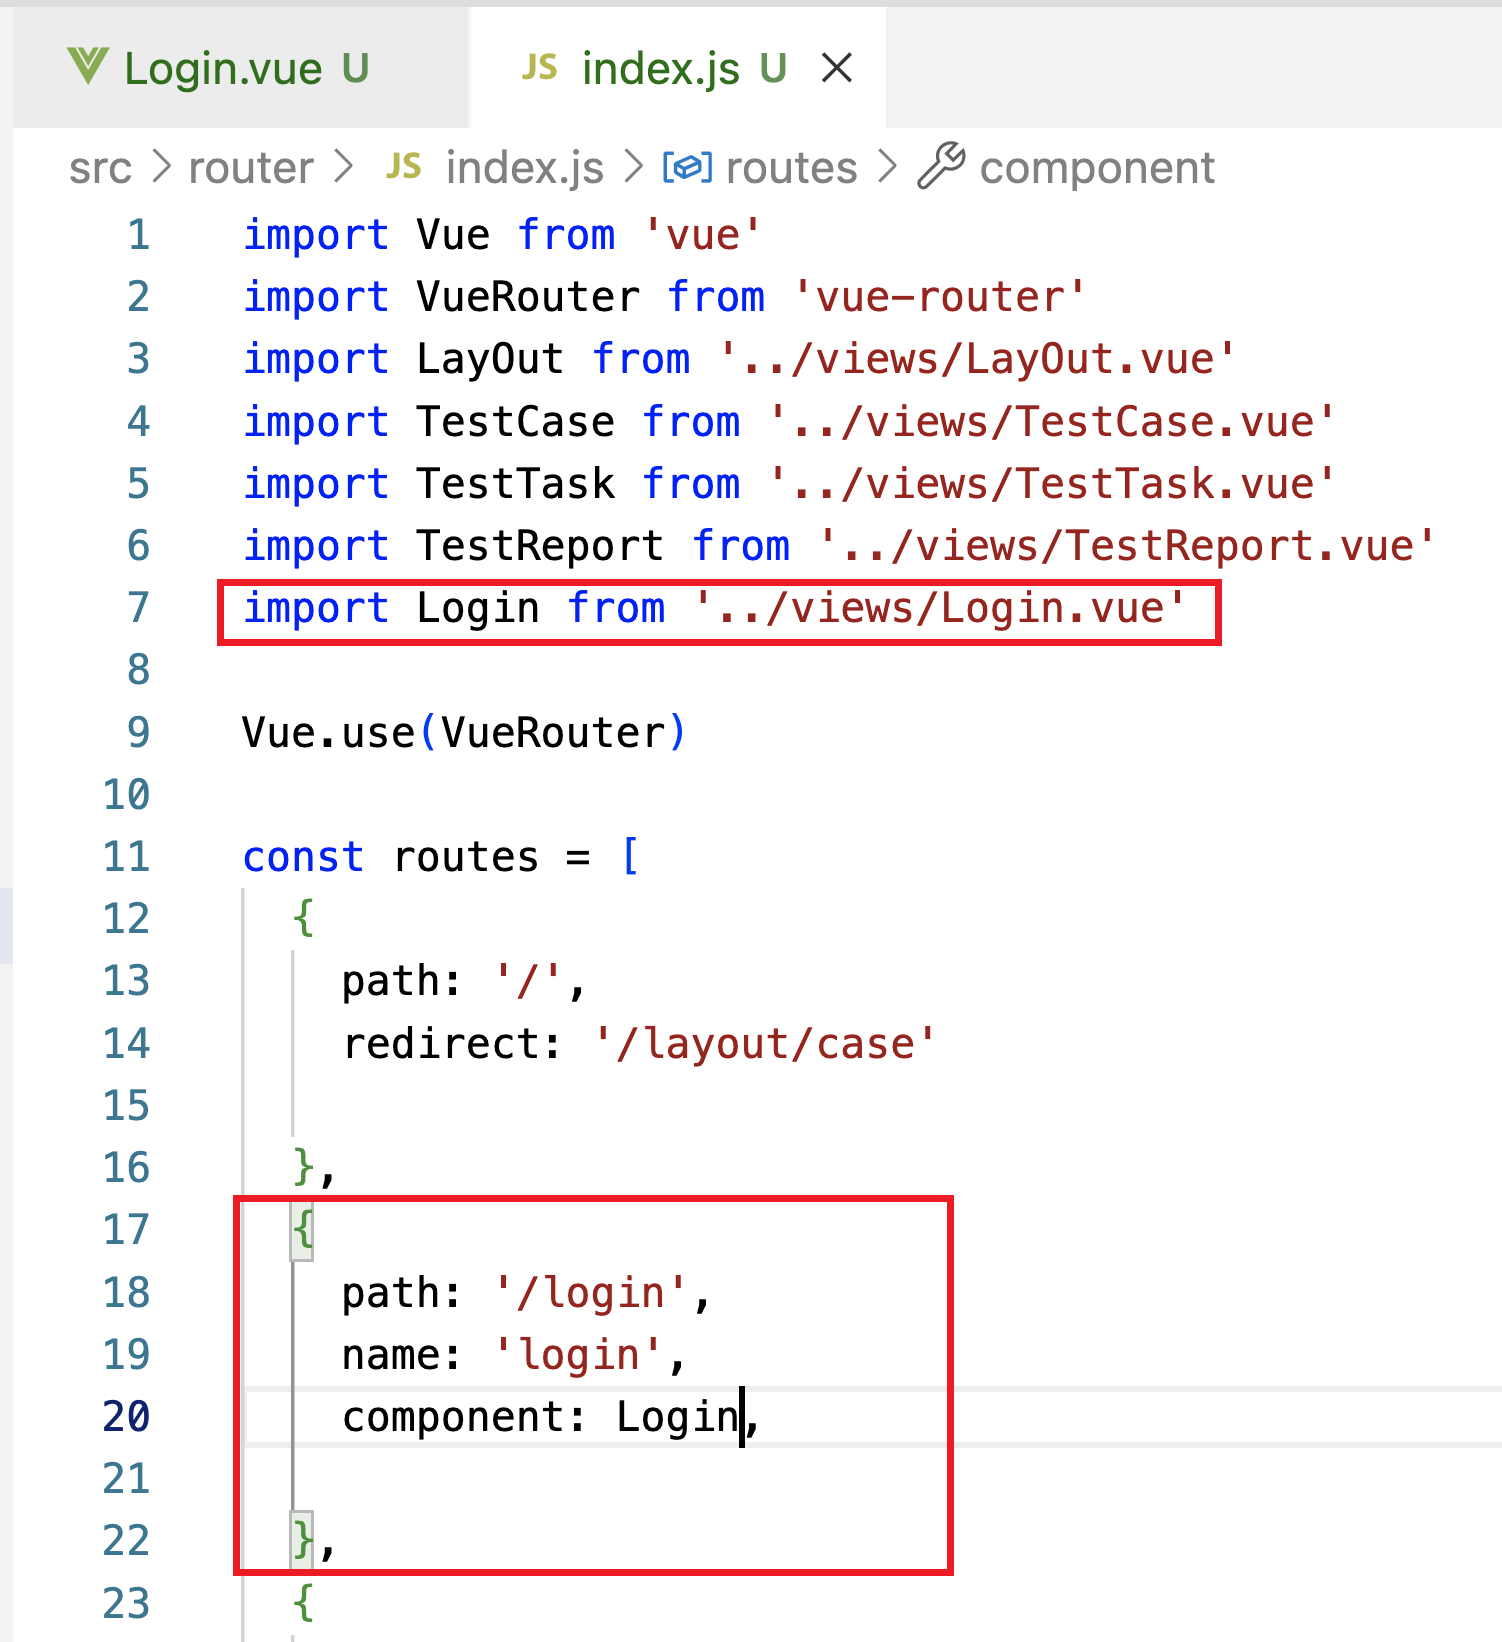 Login.vue U JS index.js U
src > router > JS index.js > routes > component
1 import Vue from 'vue'
2 import VueRouter from 'vue-router'
3 import LayOut from '../views/LayOut.vue'
4 import TestCase from '../views/TestCase.vue'
5 import TestTask from '../views/TestTask.vue'
6 import TestReport from '../views/TestReport.vue'
7 import Login from '../views/Login.vue'
8
9 Vue.use(VueRouter)
10
11 const routes = [
12   {
13     path: '/',
14     redirect: '/layout/case'
15
16   },
17   {
18     path: '/login',
19     name: 'login',
20     component: Login,
21
22   },
23   {